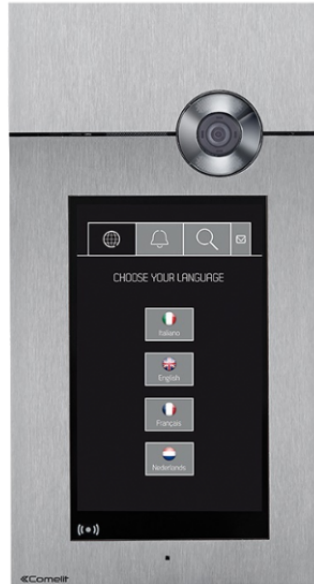 CHOOSE YOUR LANGUAGE
Italiano
English
Français
Nederlands
Comelit